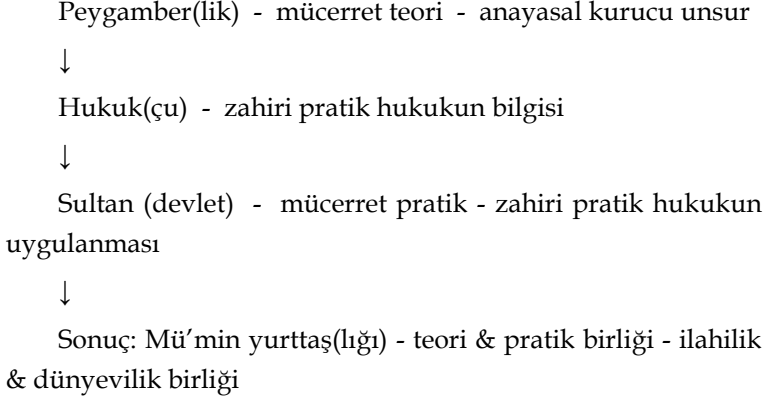 Peygamber(lik) - mücerret teori - anayasal kurucu unsur
↓
Hukuk(çu) - zahiri pratik hukukun bilgisi
↓
Sultan (devlet) - mücerret pratik - zahiri pratik hukukun
uygulanması
↓
Sonuç: Mü’min yurttaş(lığı) - teori & pratik birliği - ilahilik
& dünyevilik birliği